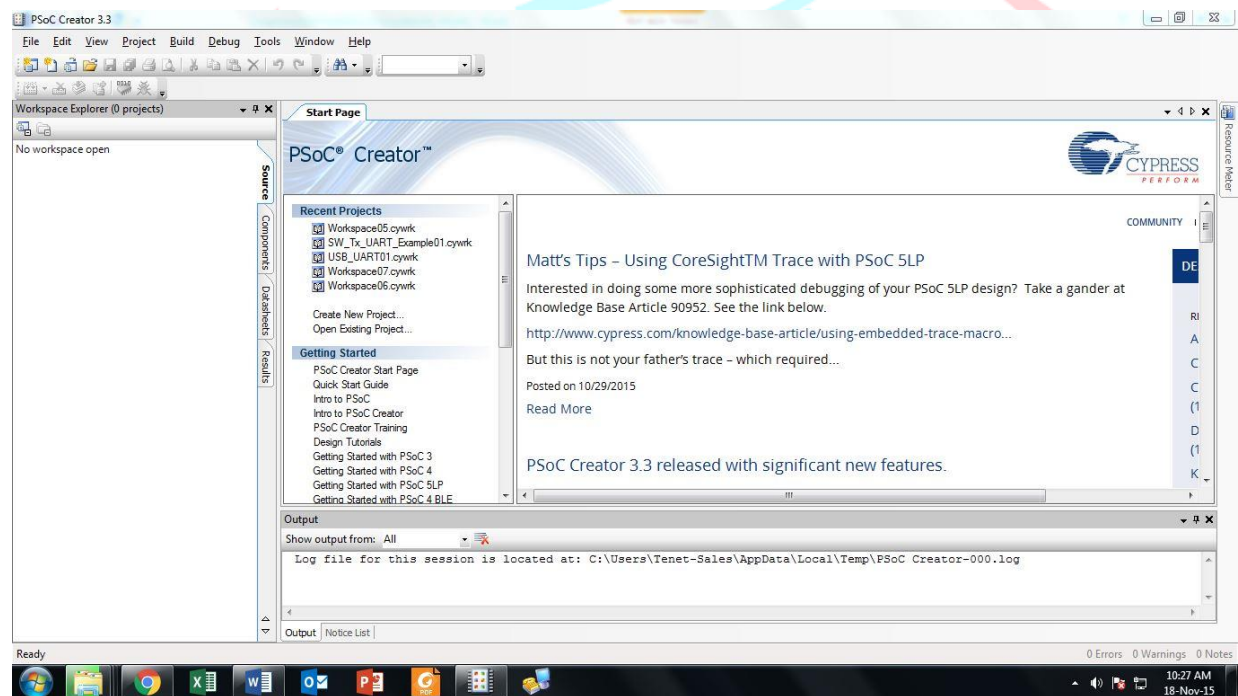 PSoC Creator 3.3
File Edit View Project Build Debug Tools Window Help
Workspace Explorer (0 projects)
No workspace open
Source
Components
Datasheets
Results
Start Page
PSoC® Creator™
CYPRESS
PERFORM
Recent Projects
Workspace05.cywrk
SW_Tx_UART_Example01.cywrk
USB_UART01.cywrk
Workspace07.cywrk
Workspace06.cywrk
Create New Project...
Open Existing Project...
Getting Started
PSoC Creator Start Page
Quick Start Guide
Intro to PSoC
Intro to PSoC Creator
PSoC Creator Training
Design Tutorials
Getting Started with PSoC 3
Getting Started with PSoC 4
Getting Started with PSoC 5LP
Getting Started with PSoC 4 BLE
COMMUNITY
Matt's Tips – Using CoreSightTM Trace with PSoC 5LP
Interested in doing some more sophisticated debugging of your PSoC 5LP design? Take a gander at
Knowledge Base Article 90952. See the link below.
http://www.cypress.com/knowledge-base-article/using-embedded-trace-macro...
But this is not your father's trace – which required...
Posted on 10/29/2015
Read More
PSoC Creator 3.3 released with significant new features.
DE
RI
A
C
C
(1
D
(1
K
Resource Meter
Output
Show output from: All
Log file for this session is located at: C:\Users\Tenet-Sales\AppData\Local\Temp\PSoC Creator-000.log
Output Notice List
Ready
0 Errors 0 Warnings 0 Notes
10:27 AM
18-Nov-15